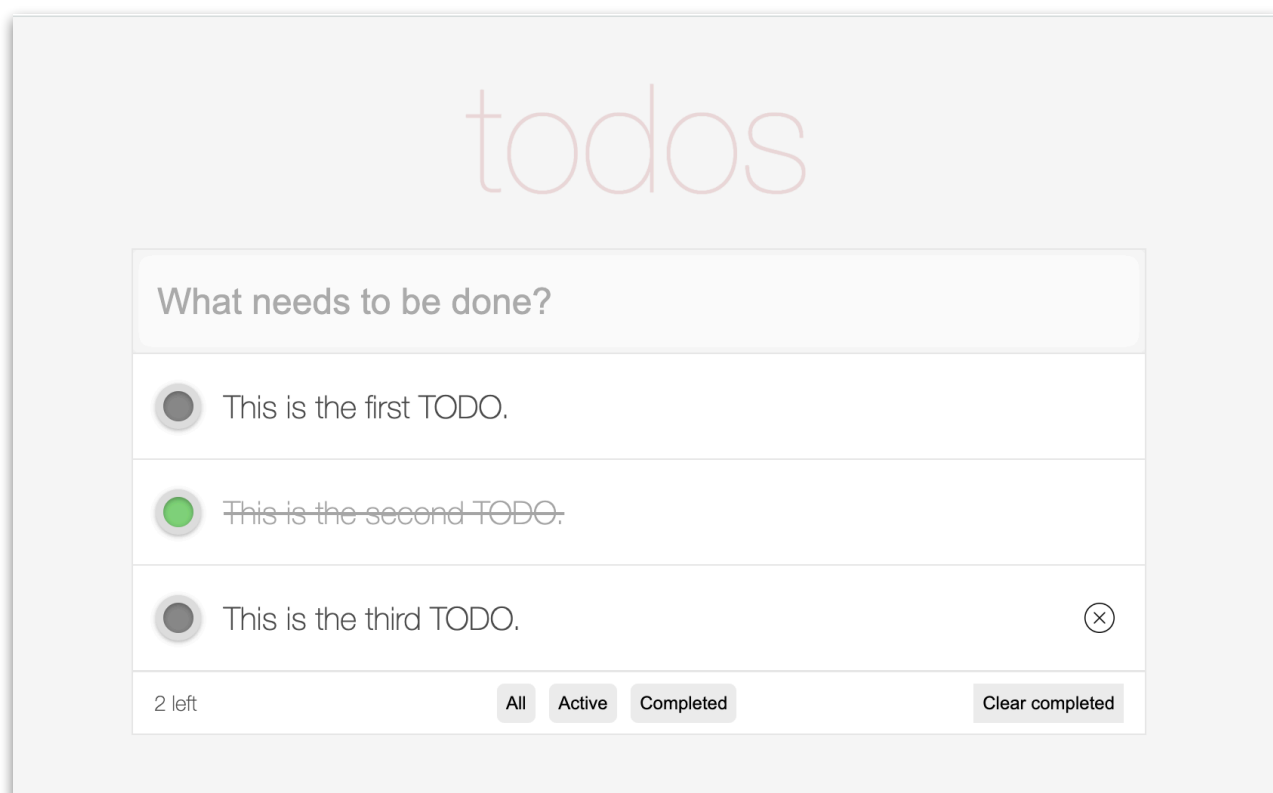 todos
What needs to be done?
This is the first TODO.
This is the second TODO.
This is the third TODO.
2 left All Active Completed Clear completed